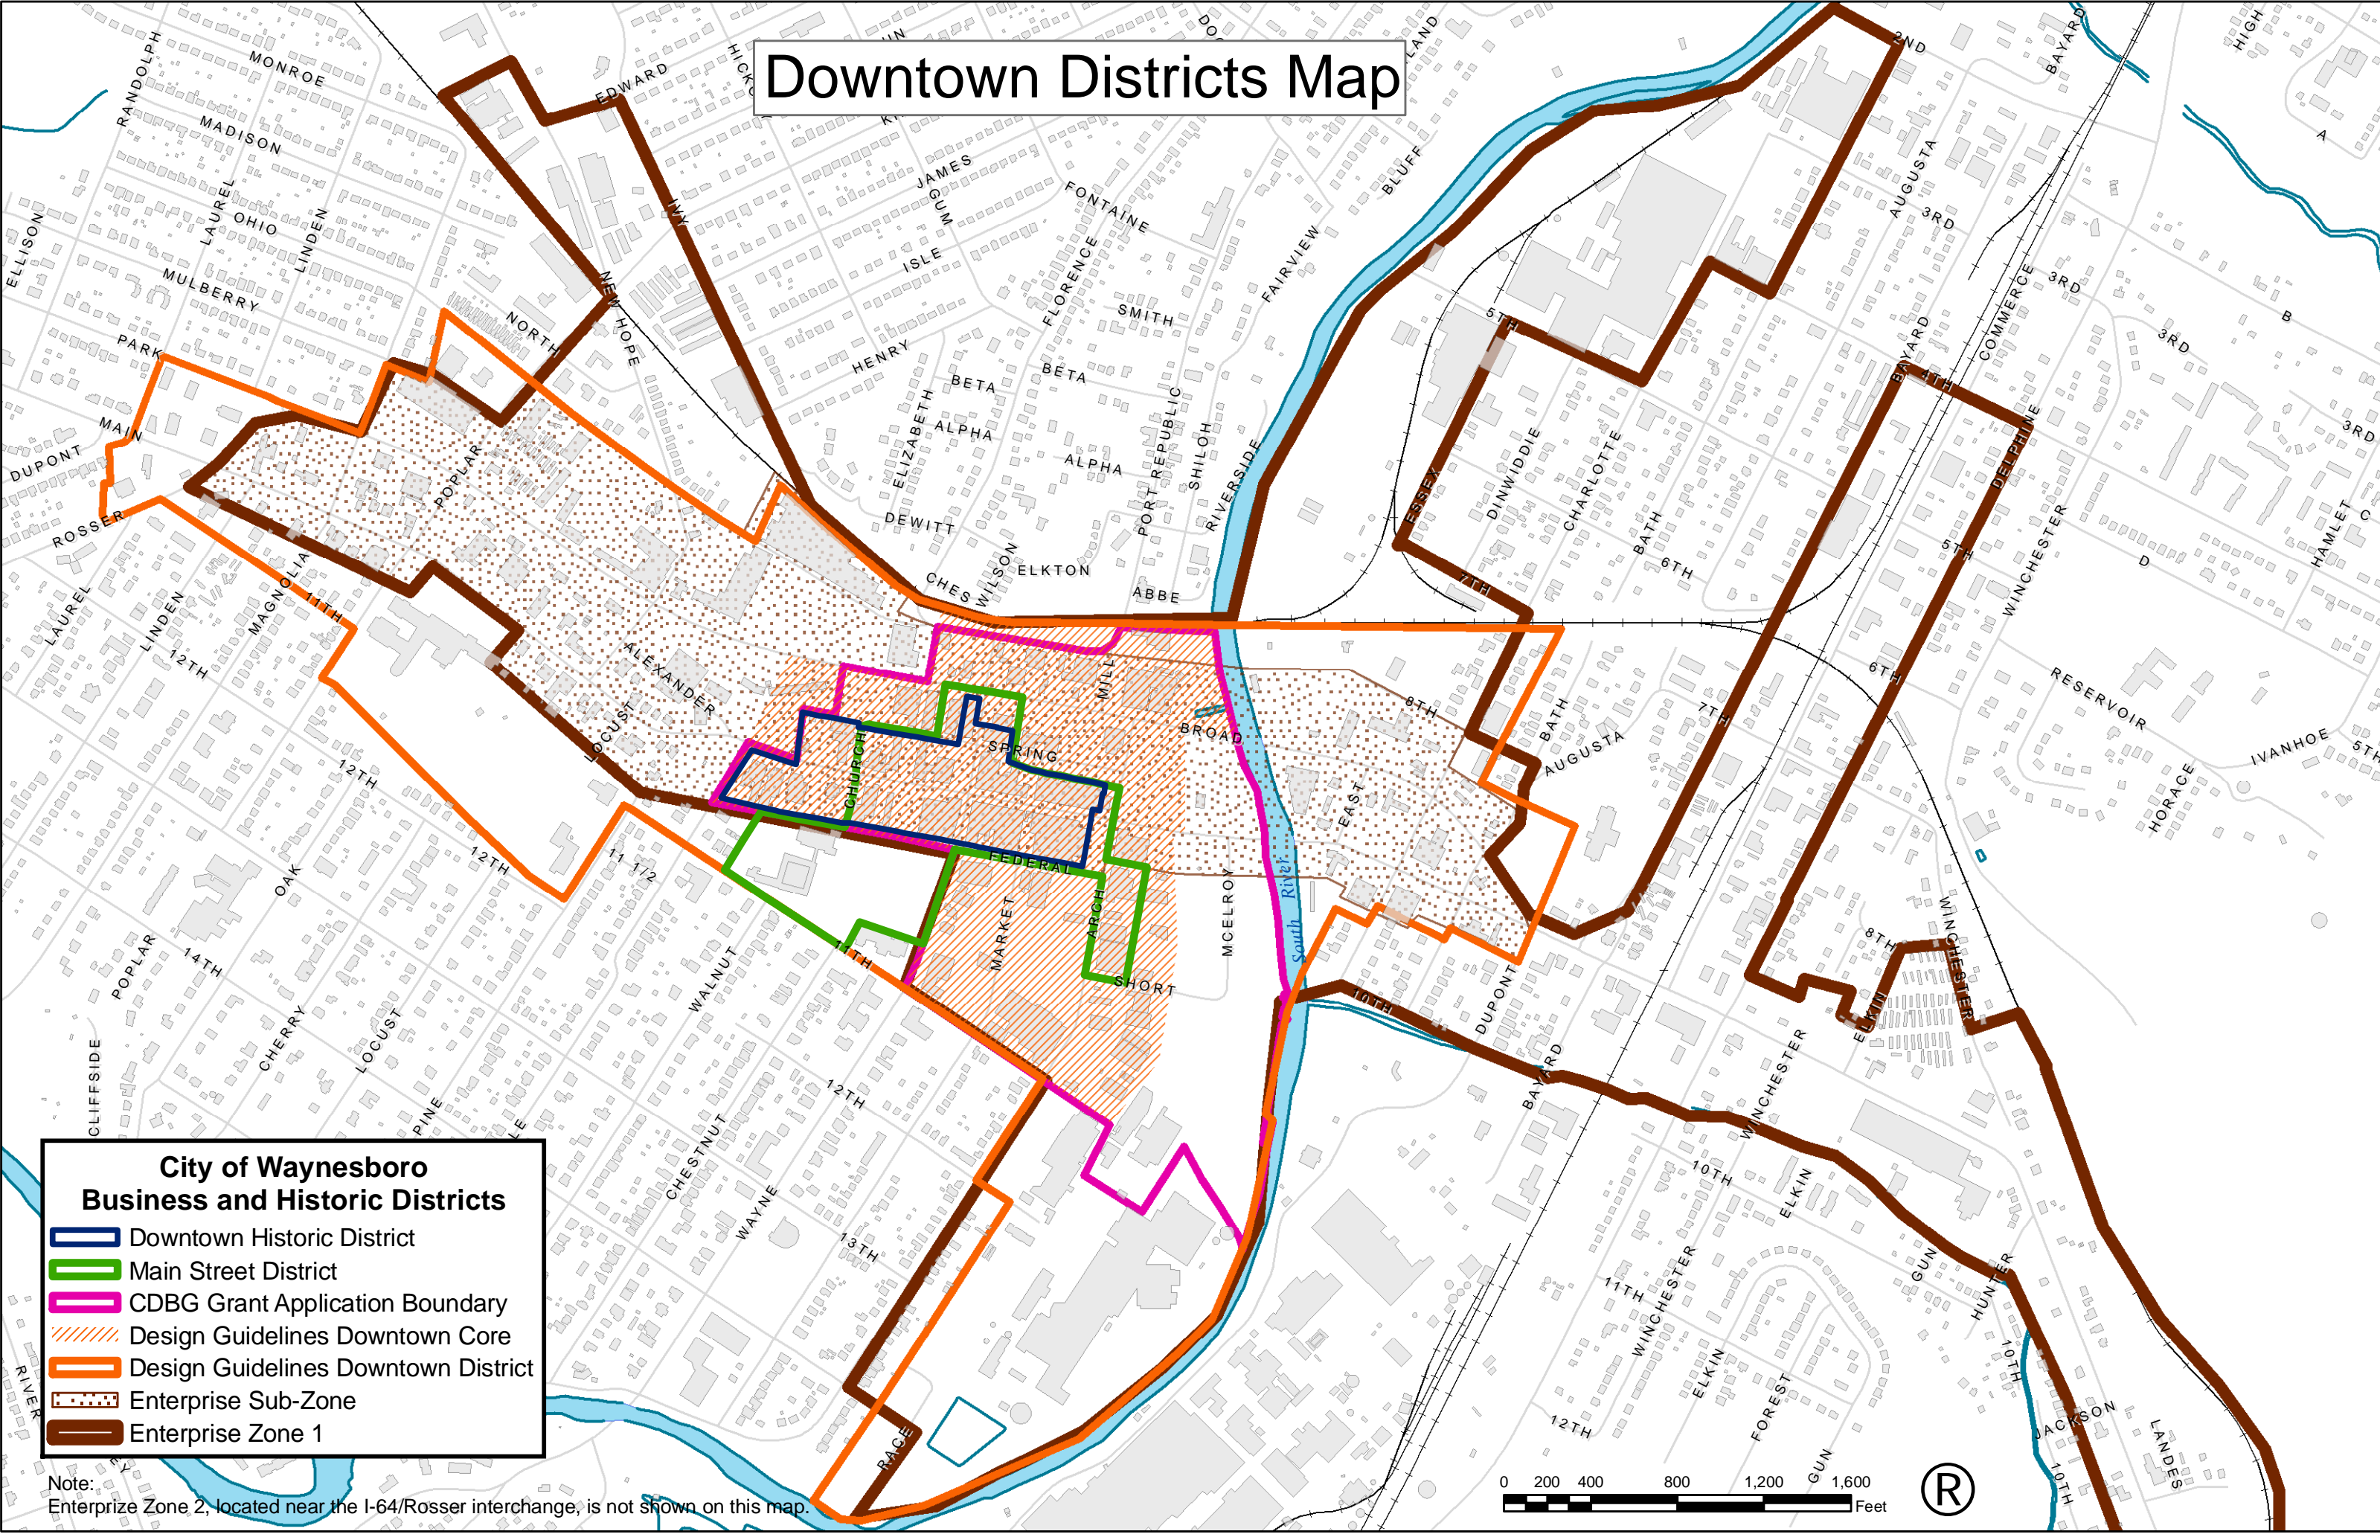 Downtown Districts Map
RANDOLPH
MONROE
MADISON
LAUREL
OHIO
LINDEN
ELLISON
MULBERRY
PARK
MAIN
DUPONT
ROSSER
NORTH
NEW HOPE
EDWARD
IVY
JAMES
GUM
ISLE
HENRY
FONTAINE
FLORENCE
SMITH
BETA
BETA
ALPHA
ALPHA
ELIZABETH
DEWITT
CHES
WILSON
ELKTON
ABBE
PORT REPUBLIC
SHILOH
RIVERSIDE
FAIRVIEW
BLUFF
LAND
2ND
BAYARD
HIGH
A
AUGUSTA
3RD
3RD
3RD
3RD
B
COMMERCE
BAYARD
4TH
DELPHINE
5TH
ESSEX
DINWIDDIE
CHARLOTTE
BATH
6TH
7TH
5TH
WINCHESTER
D
HAMLET
C
6TH
RESERVOIR
IVANHOE
5TH
HORACE
7TH
8TH
BATH
AUGUSTA
EAST
BROAD
MILL
SPRING
CHURCH
FEDERAL
MARKET
ARCH
SHORT
MCELROY
South River
POPLAR
ALEXANDER
LOCUST
MAGNOLIA
11TH
LAUREL
LINDEN
12TH
12TH
12TH
11 1/2
OAK
14TH
POPLAR
CHERRY
LOCUST
CLIFFSIDE
PINE
LE
WALNUT
11TH
12TH
CHESTNUT
WAYNE
13TH
RACE
10TH
DUPONT
BAYARD
WINCHESTER
8TH
ELKIN
WINCHESTER
10TH
ELKIN
11TH
WINCHESTER
ELKIN
FOREST
12TH
GUN
GUN
HUNTER
10TH
JACKSON
10TH
LANDES
RIVER
EY
City of Waynesboro
Business and Historic Districts
Downtown Historic District
Main Street District
CDBG Grant Application Boundary
Design Guidelines Downtown Core
Design Guidelines Downtown District
Enterprise Sub-Zone
Enterprise Zone 1
Note:
Enterprize Zone 2, located near the I-64/Rosser interchange, is not shown on this map.
0 200 400 800 1,200 1,600
Feet
®